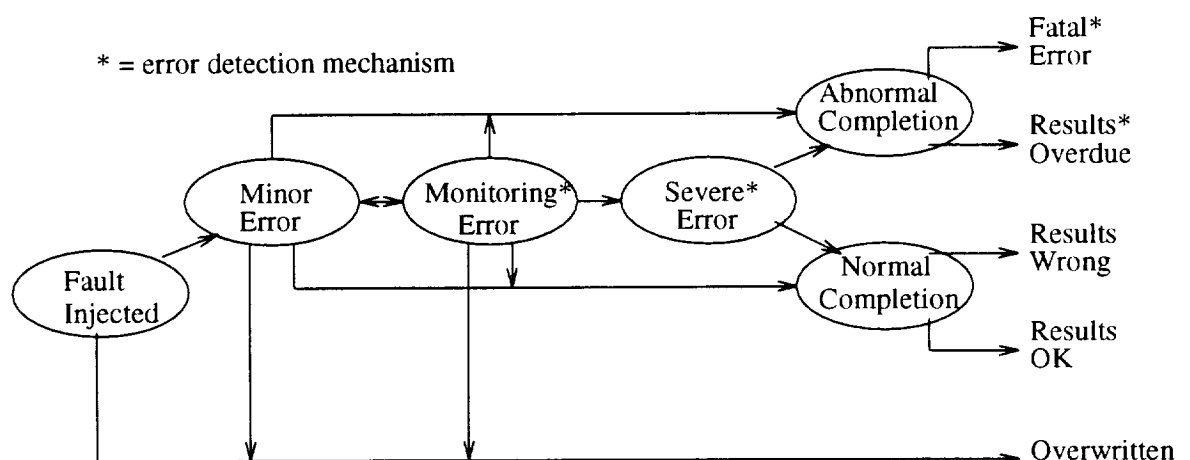 * = error detection mechanism
Fatal*
Error
Abnormal
Completion
Results*
Overdue
Minor
Error
Monitoring*
Error
Severe*
Error
Results
Wrong
Fault
Injected
Normal
Completion
Results
OK
Overwritten